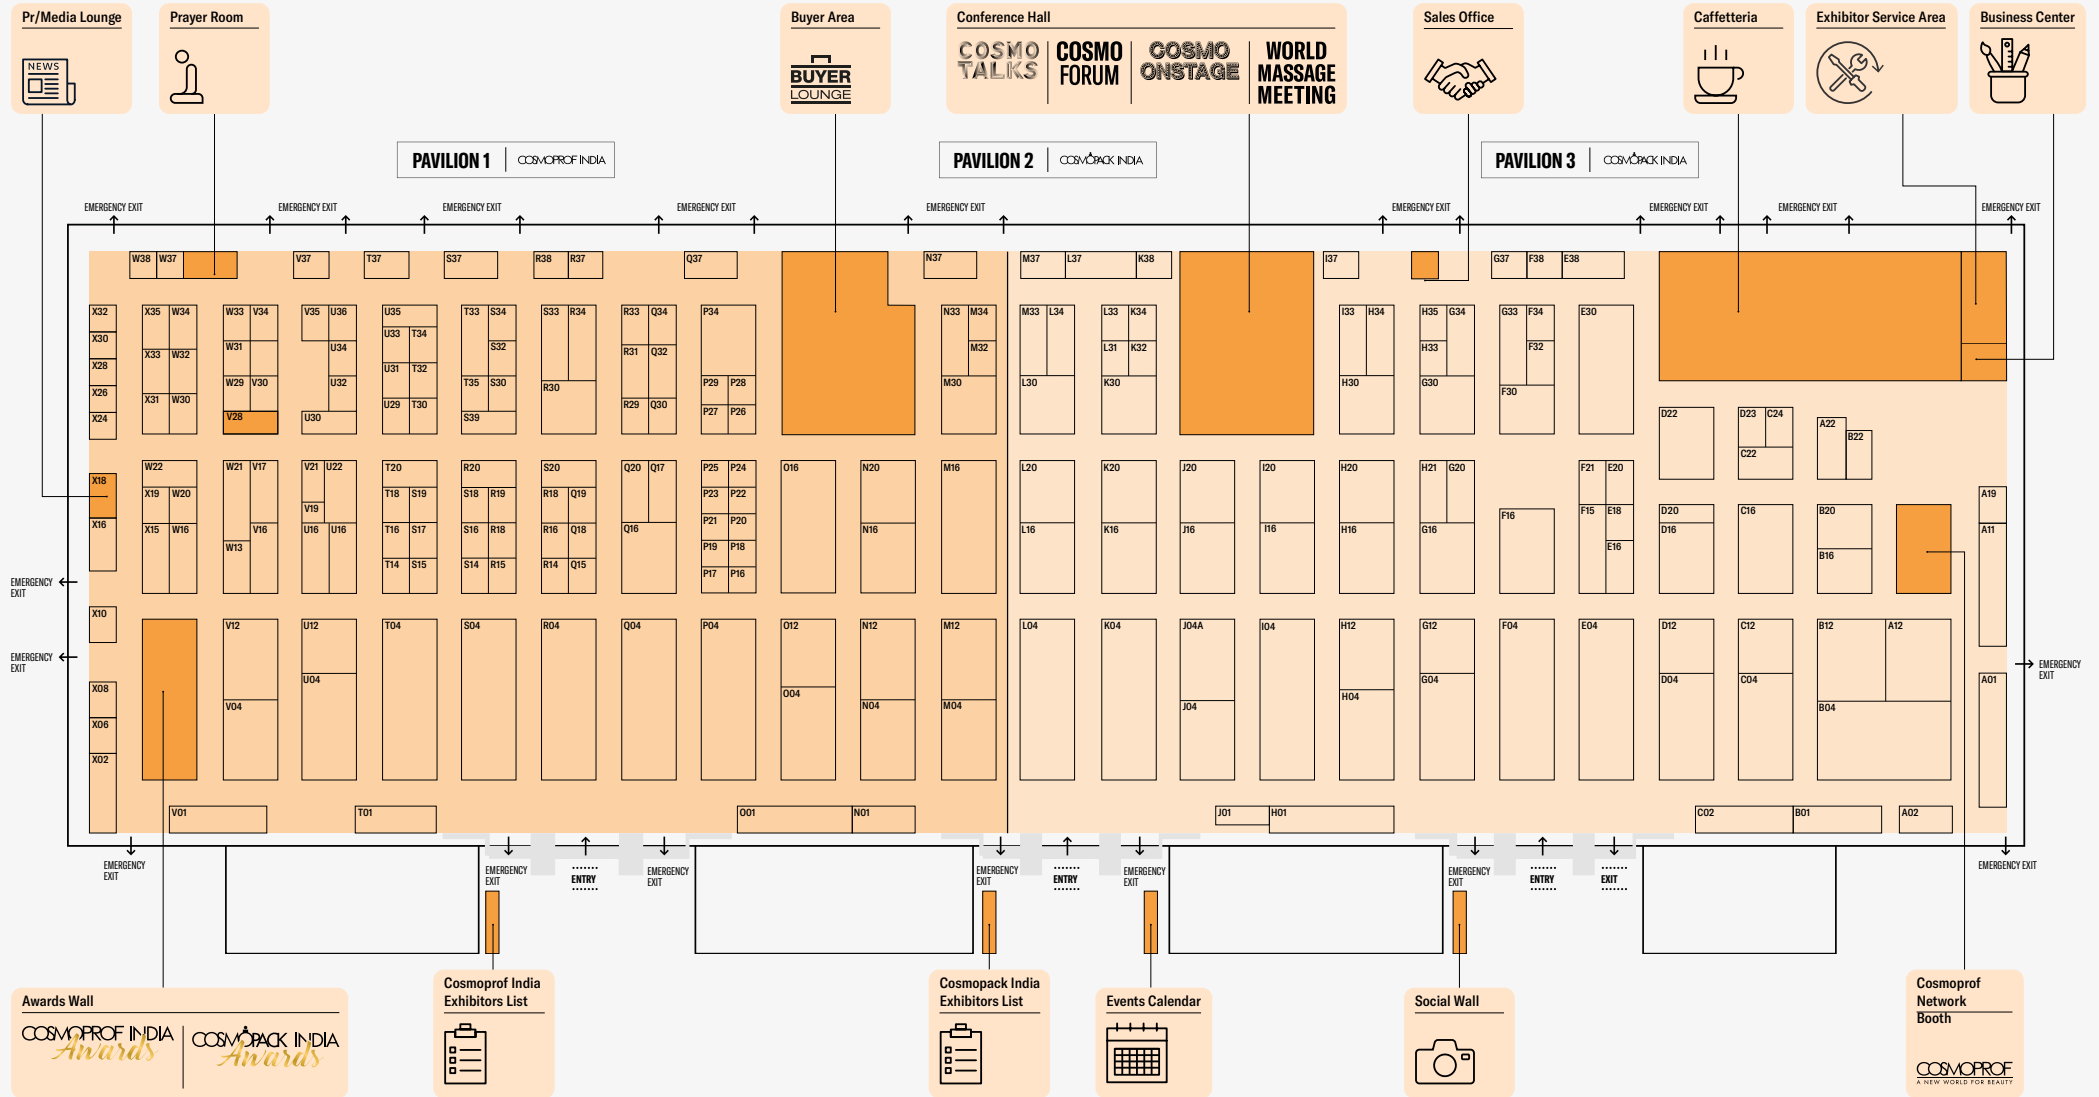 Pr/Media Lounge
NEWS
Prayer Room
Buyer Area
BUYER
LOUNGE
Conference Hall
COSMO
TALKS
COSMO
FORUM
COSMO
ONSTAGE
WORLD
MASSAGE
MEETING
Sales Office
Caffetteria
Exhibitor Service Area
Business Center
PAVILION 1 COSMOPROF INDIA
PAVILION 2 COSMOPACK INDIA
PAVILION 3 COSMOPACK INDIA
EMERGENCY EXIT
EMERGENCY EXIT
EMERGENCY EXIT
EMERGENCY EXIT
EMERGENCY EXIT
EMERGENCY EXIT
EMERGENCY EXIT
EMERGENCY EXIT
EMERGENCY EXIT
W38 W37 V37 T37 S37 R38 R37 Q37 N37 M37 L37 K38 I37 G37 F38 E38
X32 X35 W34 W33 V34 V35 U36 U35 T33 S34 S33 R34 R33 Q34 P34 N33 M34 M33 L34 L33 K34 I33 H34 H35 G34 G33 F34 E30
U33 T34
X30 W31 U34 S32 R31 Q32 M32 L31 K32 H33 F32
X33 W32
X28 U31 T32
W29 V30 U32 T35 S30 R30 P29 P28 M30 L30 K30 H30 G30 F30
X26 X31 W30 U29 T30 R29 Q30
X24 V28 U30 S39 P27 P26 D22 D23 C24 A22
B22
C22
W22 W21 V17 V21 U22 T20 R20 S20 Q20 Q17 P25 P24 O16 N20 M16 L20 K20 J20 I20 H20 H21 G20 F21 E20
X18 X19 W20 T18 S19 S18 R19 R18 Q19 P23 P22 A19
V19 F15 E18 D20 C16 B20
F16
X16 X15 W16 V16 U16 U16 T16 S17 S16 R18 R16 Q18 Q16 P21 P20 N16 L16 K16 J16 I16 H16 G16 D16 A11
W13 P19 P18 E16 B16
T14 S15 S14 R15 R14 Q15 P17 P16
EMERGENCY
EXIT
X10
V12 U12 T04 S04 R04 Q04 P04 O12 N12 M12 L04 K04 J04A I04 H12 G12 F04 E04 D12 C12 B12 A12
EMERGENCY
EXIT
EMERGENCY
EXIT
X08 U04 O04 H04 G04 D04 C04 A01
V04 N04 M04 J04 B04
X06
X02
V01 T01 O01 N01 J01 H01 C02 B01 A02
EMERGENCY
EXIT
EMERGENCY
EXIT
ENTRY
EMERGENCY
EXIT
EMERGENCY
EXIT
ENTRY
EMERGENCY
EXIT
EMERGENCY
EXIT
ENTRY
EXIT
EMERGENCY EXIT
Awards Wall
COSMOPROF INDIA
Awards
COSMOPACK INDIA
Awards
Cosmoprof India
Exhibitors List
Cosmopack India
Exhibitors List
Events Calendar
Social Wall
Cosmoprof
Network
Booth
COSMOPROF
A NEW WORLD FOR BEAUTY